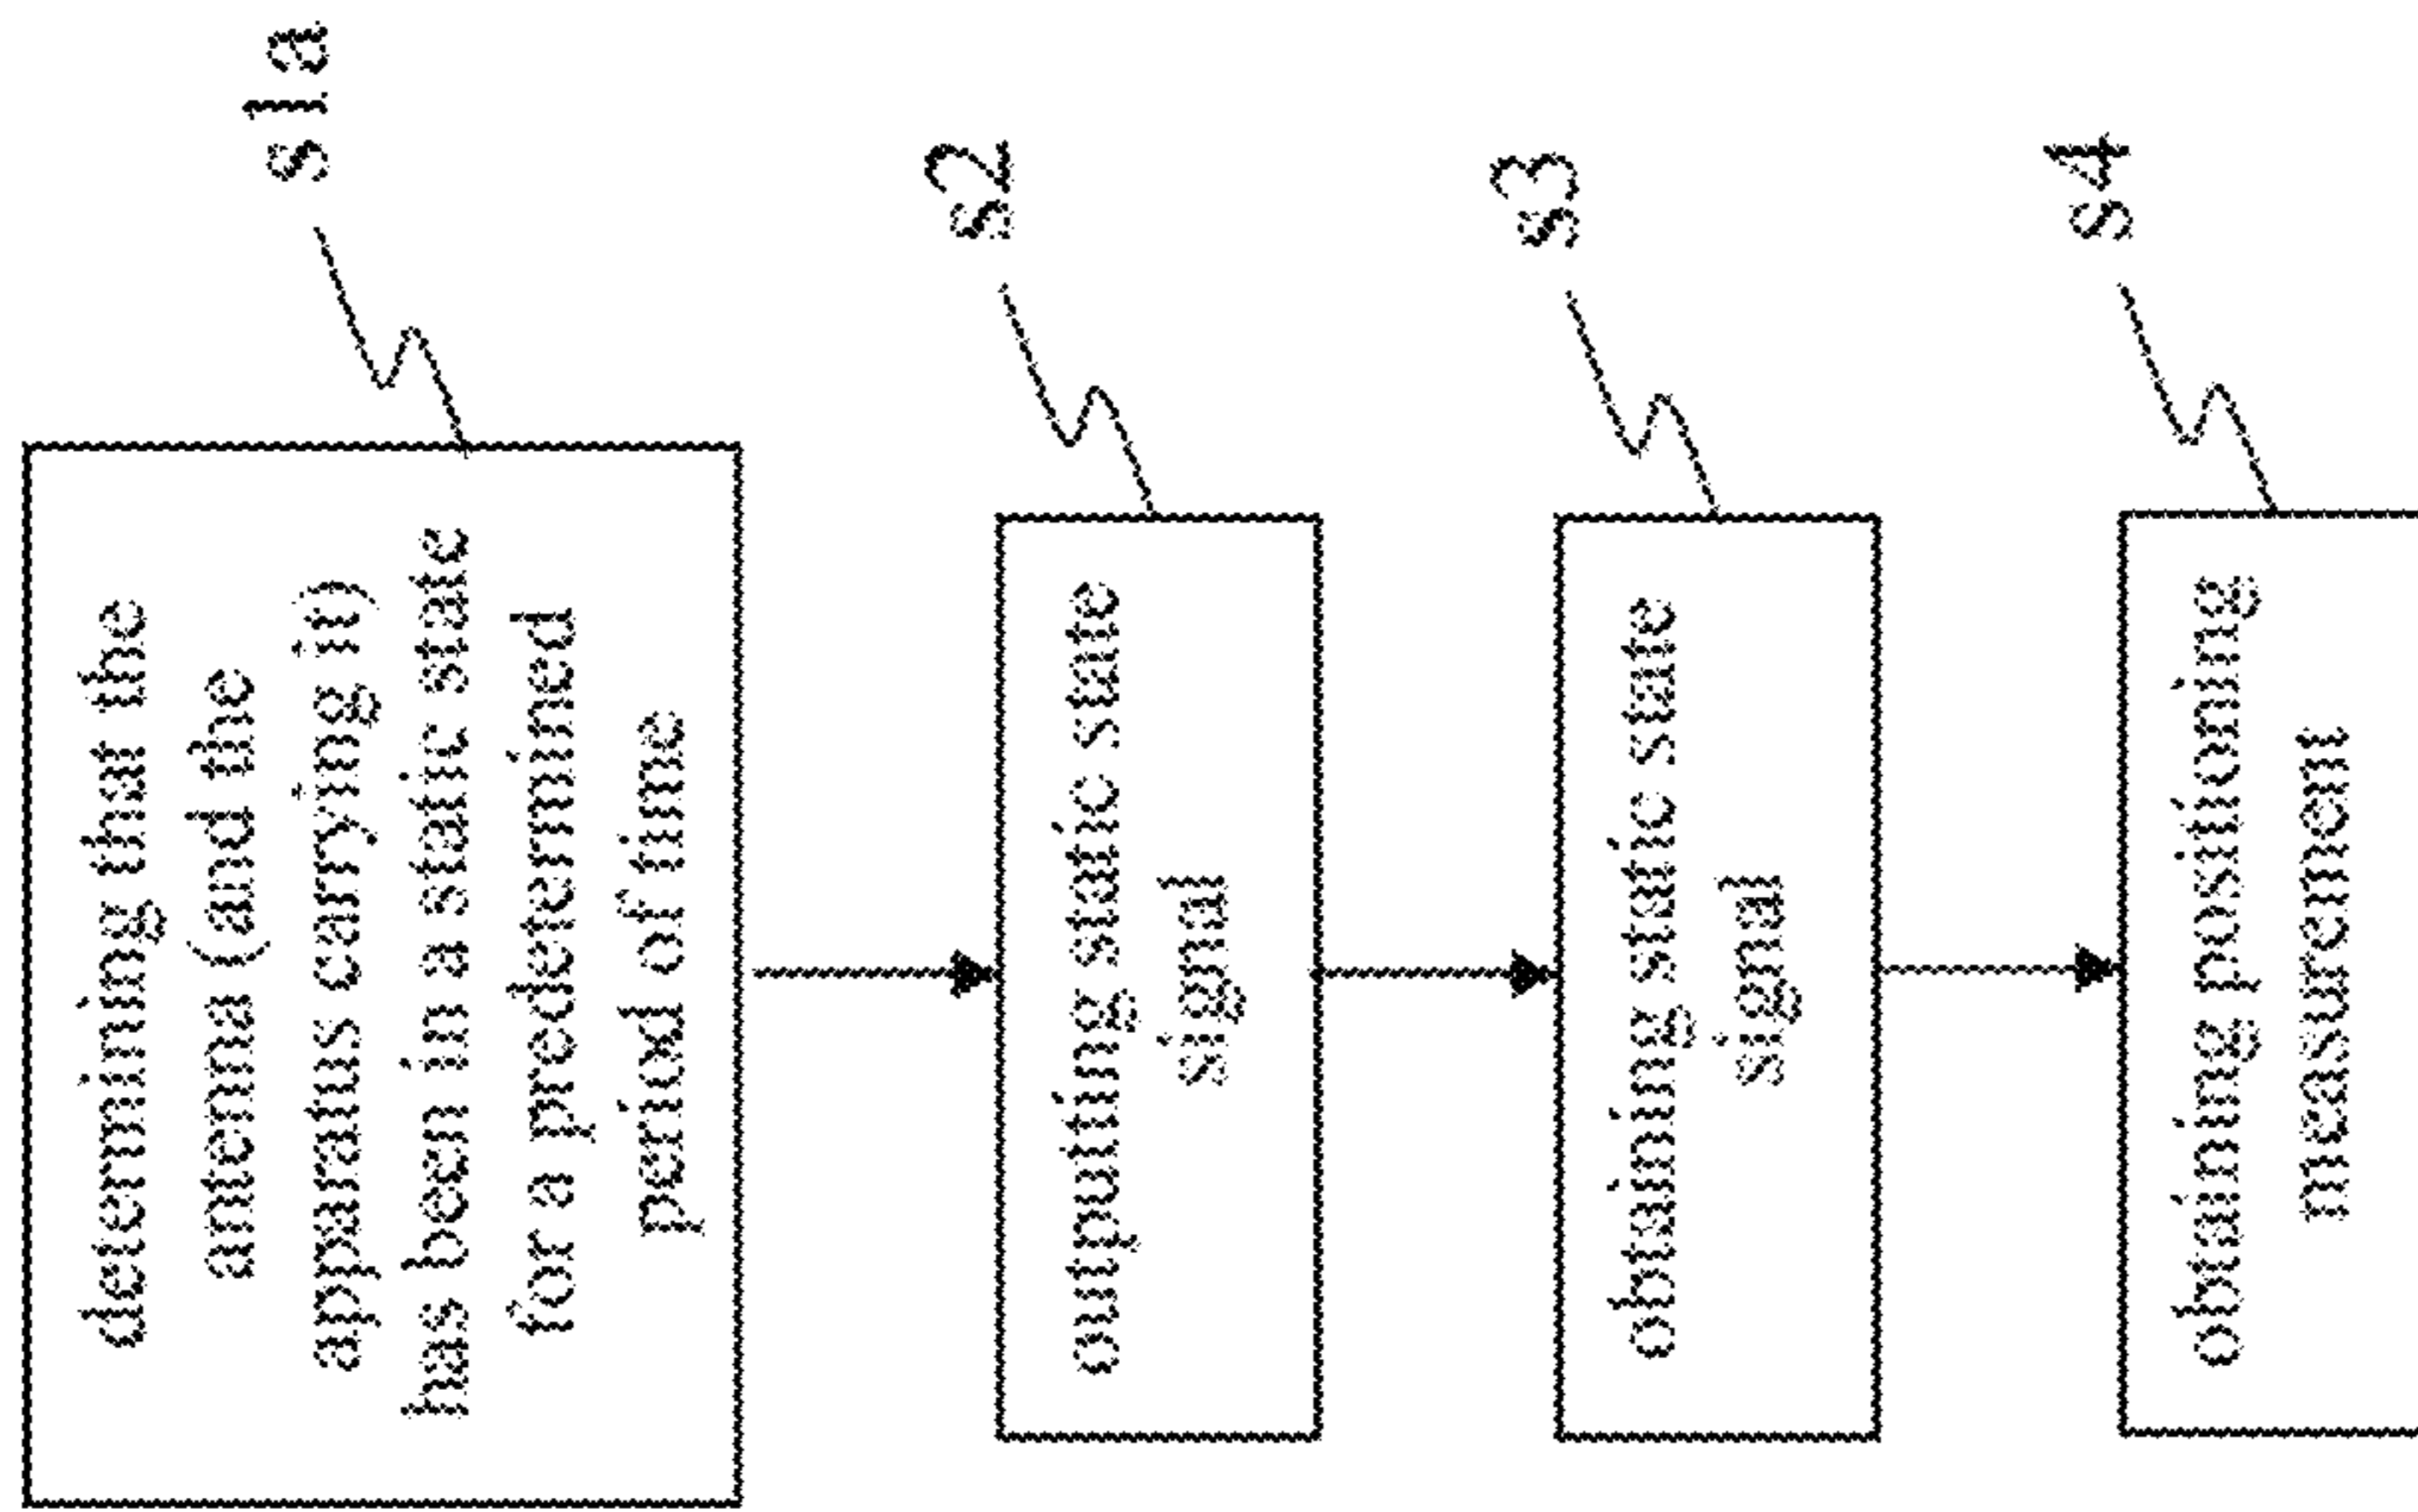 determining that the
antenna (and the
apparatus carrying it)
has been in a static state
for a predetermined
period of time
s1a
outputing static state
signal
s2
obtaining static state
signal
s3
obtaining positioning
measurement
s4